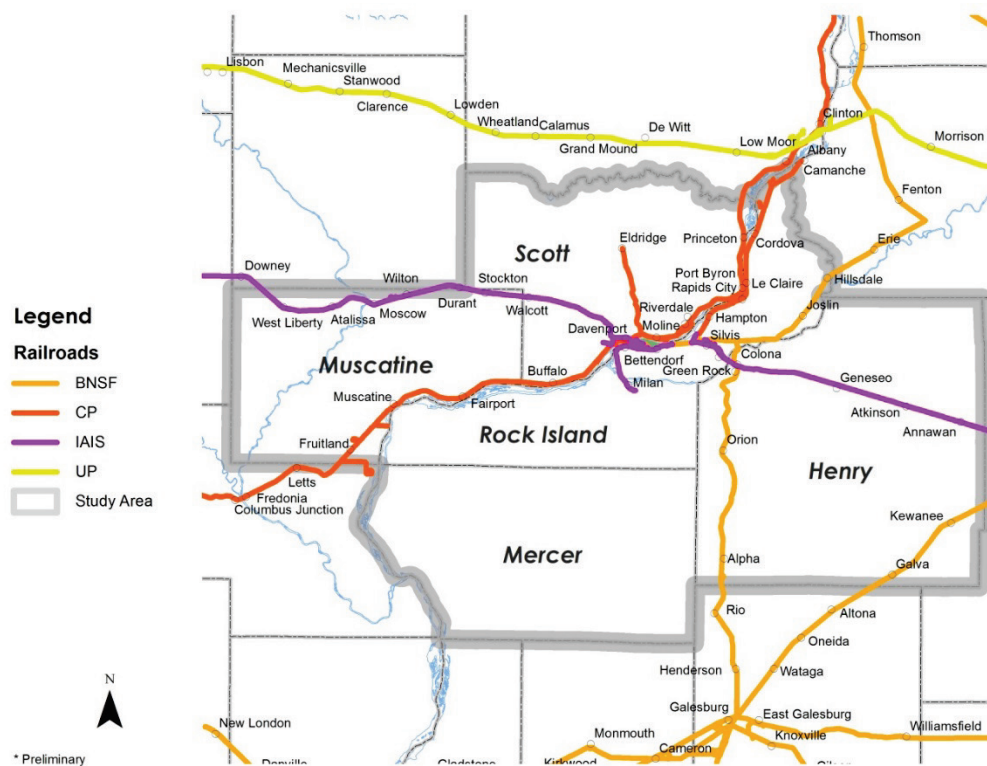 Thomson
Lisbon
Mechanicsville
Stanwood
Clarence
Lowden
Wheatland
Calamus
Grand Mound
De Witt
Low Moor
Clinton
Albany
Camanche
Morrison
Fenton
Erie
Hillsdale
Joslin
Scott
Eldridge
Princeton
Cordova
Port Byron
Rapids City
Le Claire
Riverdale
Hampton
Moline
Silvis
Davenport
Bettendorf
Green Rock
Colona
Milan
Downey
Wilton
Stockton
Durant
Walcott
West Liberty
Atalissa
Moscow
Muscatine
Buffalo
Muscatine
Fairport
Fruitland
Rock Island
Geneseo
Atkinson
Annawan
Orion
Henry
Letts
Fredonia
Columbus Junction
Kewanee
Mercer
Alpha
Galva
Rio
Altona
Oneida
Henderson
Wataga
Galesburg
East Galesburg
Williamsfield
Knoxville
Monmouth
Cameron
Kirkwood
New London
Danville
Gladstone
Legend
Railroads
BNSF
CP
IAIS
UP
Study Area
N
* Preliminary